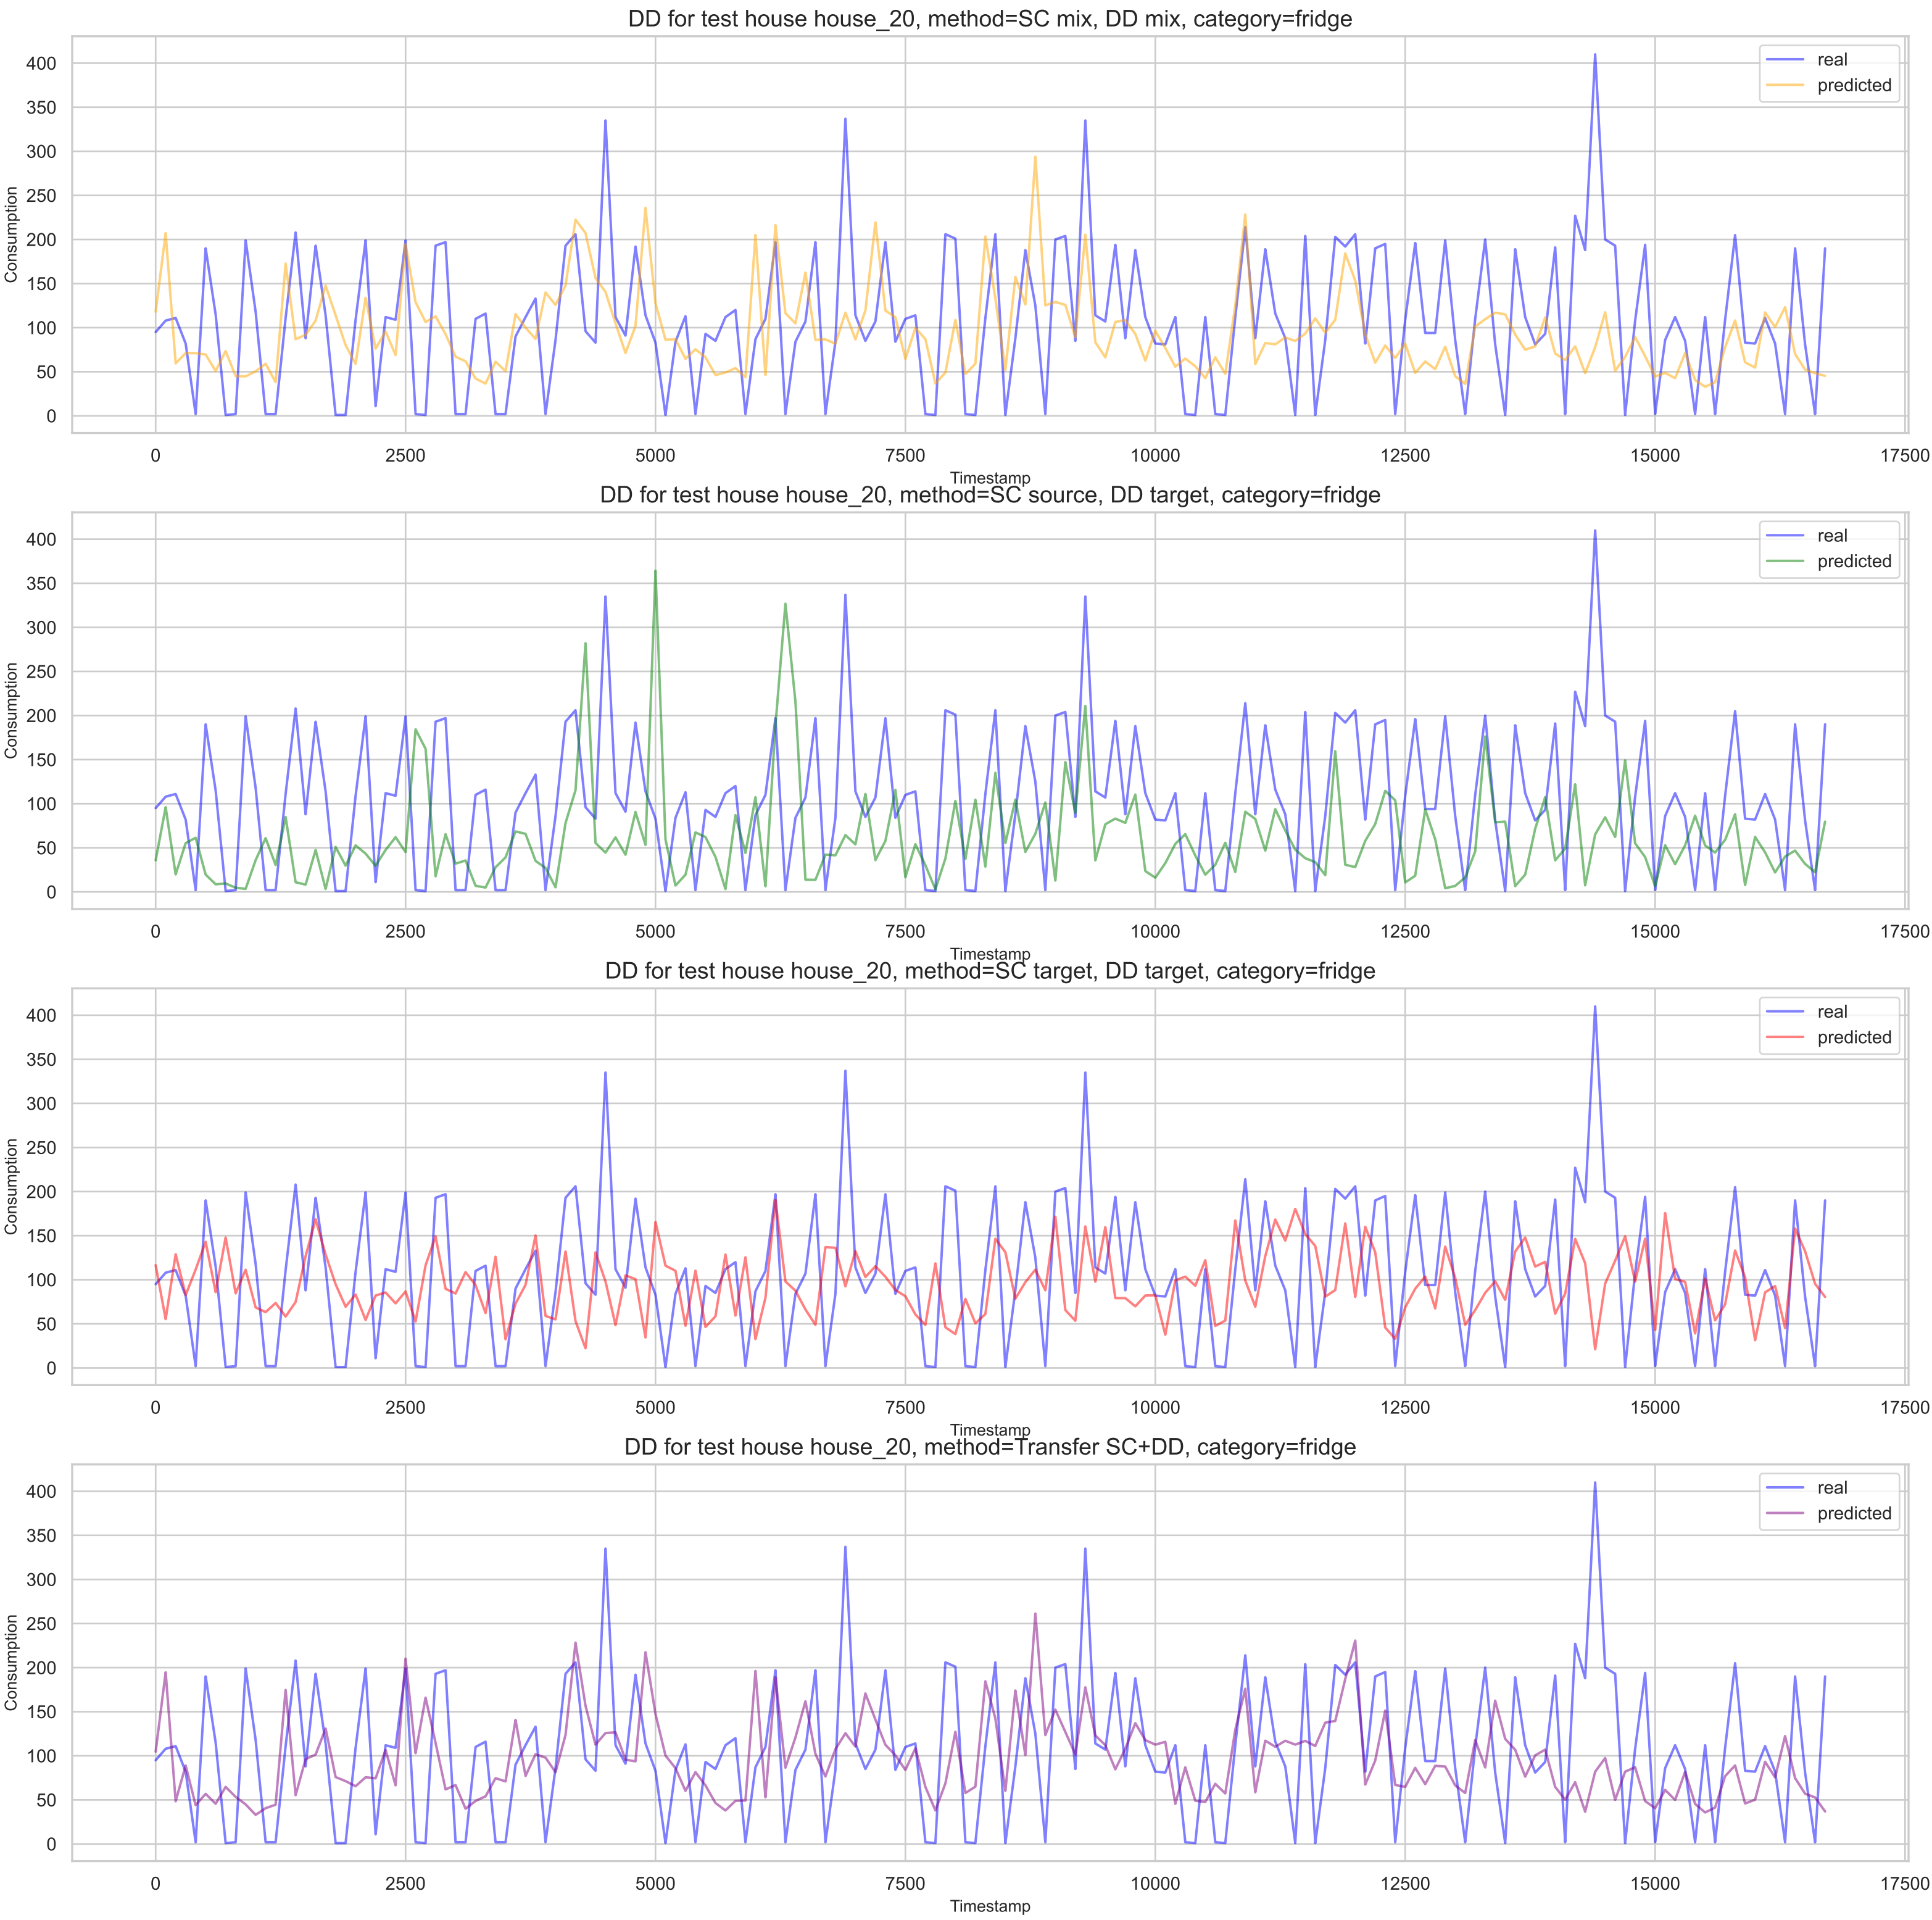 DD for test house house_20, method=SC mix, DD mix, category=fridge
400
350
300
250
200
150
100
50
0
Consumption
real
predicted
0 2500 5000 7500 10000 12500 15000 17500
Timestamp
DD for test house house_20, method=SC source, DD target, category=fridge
400
350
300
250
200
150
100
50
0
Consumption
real
predicted
0 2500 5000 7500 10000 12500 15000 17500
Timestamp
DD for test house house_20, method=SC target, DD target, category=fridge
400
350
300
250
200
150
100
50
0
Consumption
real
predicted
0 2500 5000 7500 10000 12500 15000 17500
Timestamp
DD for test house house_20, method=Transfer SC+DD, category=fridge
400
350
300
250
200
150
100
50
0
Consumption
real
predicted
0 2500 5000 7500 10000 12500 15000 17500
Timestamp